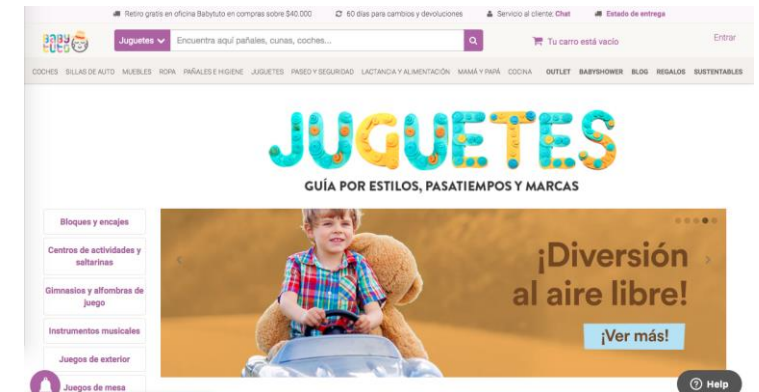 Retiro gratis en oficina Babytuto en compras sobre $40.000
60 días para cambios y devoluciones
Servicio al cliente: Chat
Estado de entrega
BABY TUTO
Juguetes
Encuentra aquí pañales, cunas, coches...
Tu carro está vacío
Entrar
COCHES SILLAS DE AUTO MUEBLES ROPA PAÑALES E HIGIENE JUGUETES PASEO Y SEGURIDAD LACTANCIA Y ALIMENTACIÓN MAMÁ Y PAPÁ COCINA OUTLET BABYSHOWER BLOG REGALOS SUSTENTABLES
JUGUETES
GUÍA POR ESTILOS, PASATIEMPOS Y MARCAS
Bloques y encajes
Centros de actividades y
saltarinas
Gimnasios y alfombras de
juego
Instrumentos musicales
Juegos de exterior
Juegos de mesa
¡Diversión
al aire libre!
¡Ver más!
Help